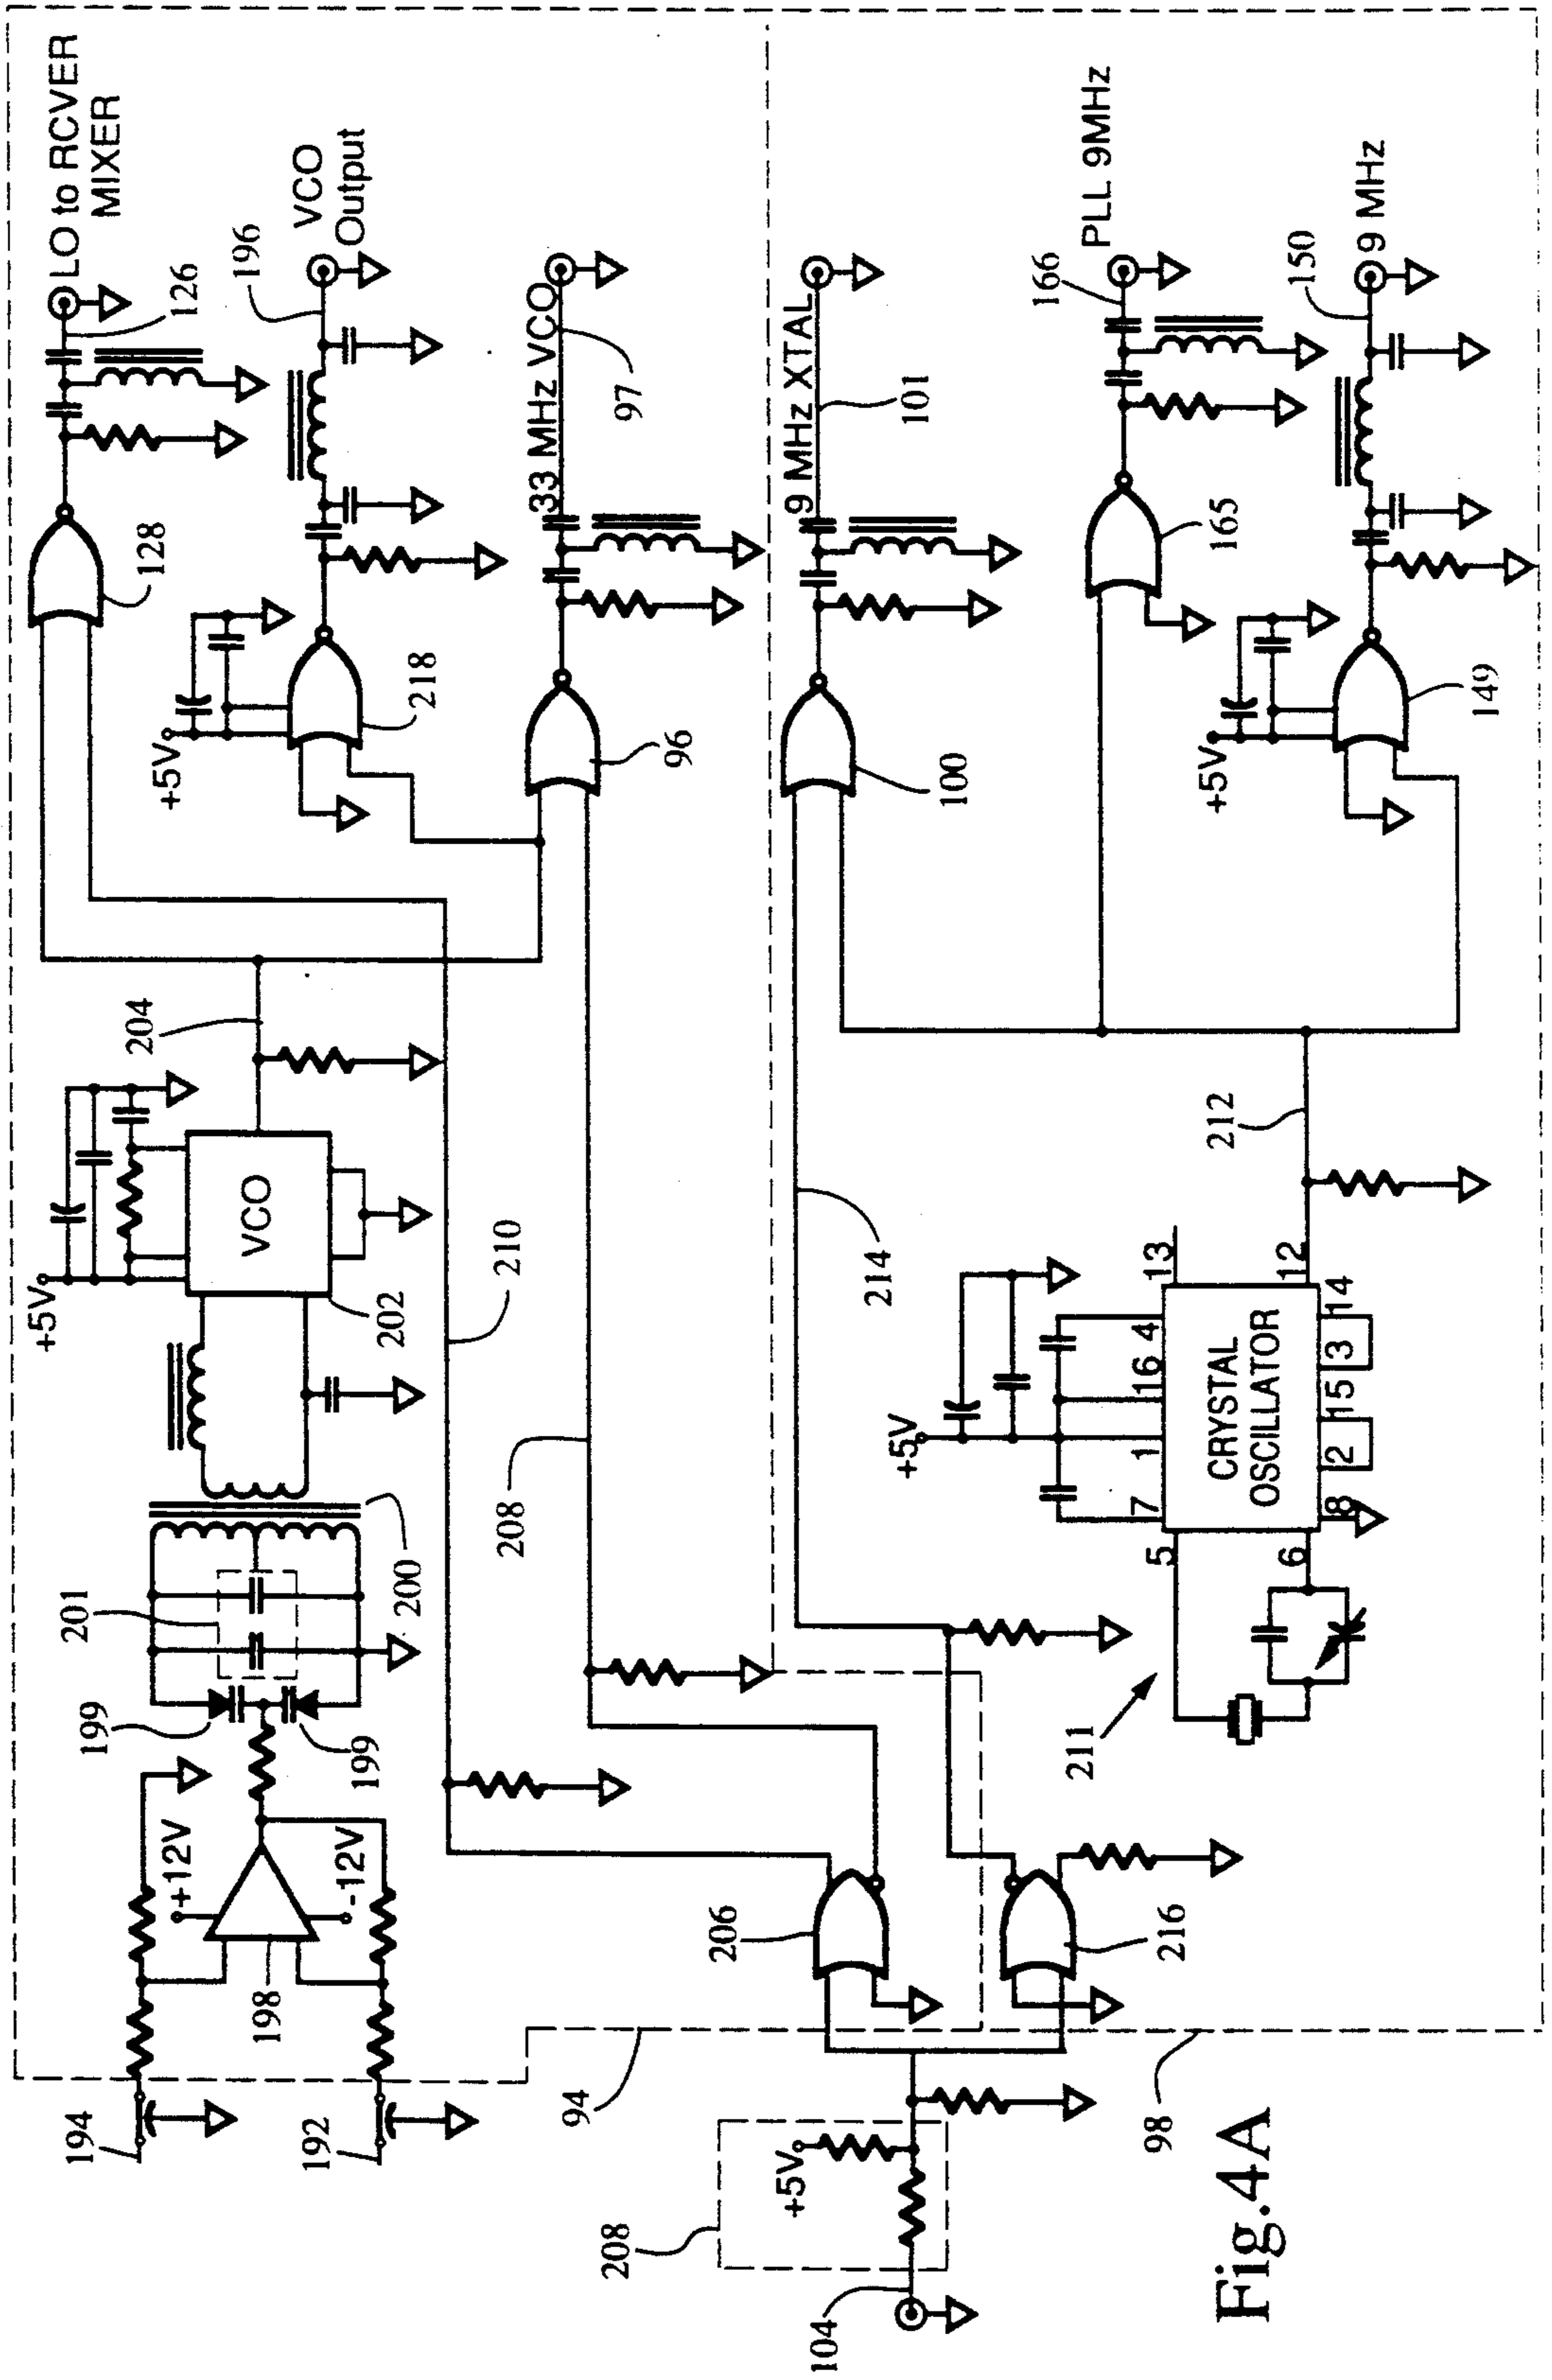 194
192
+12V
-12V
198
199
199
201
200
+5V
VCO
202
204
LO to RCVER
MIXER
126
128
VCO
Output
196
+5V
218
33 MHz VCO
97
96
210
208
206
94
208
+5V
104
98
216
214
9 MHz XTAL
101
100
211
+5V
5
6
7
1
16
4
CRYSTAL
OSCILLATOR
8
2
15
3
14
13
12
212
PLL 9MHz
166
165
9 MHz
150
+5V
149
Fig.4A